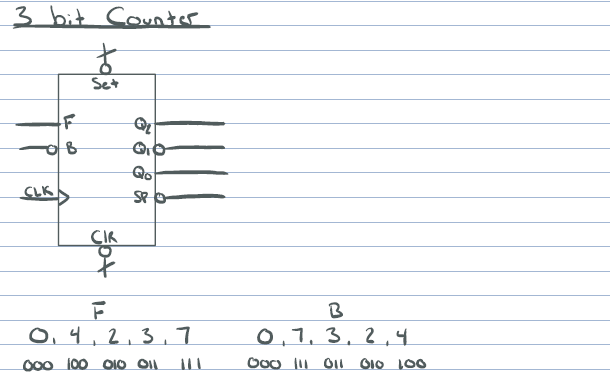 3 bit Counter
Set
F Q2
B Q1
Q0
CLK SP
Clr
F B
0, 4, 2, 3, 7 0, 7, 3, 2, 4
000 100 010 011 111 000 111 011 010 100